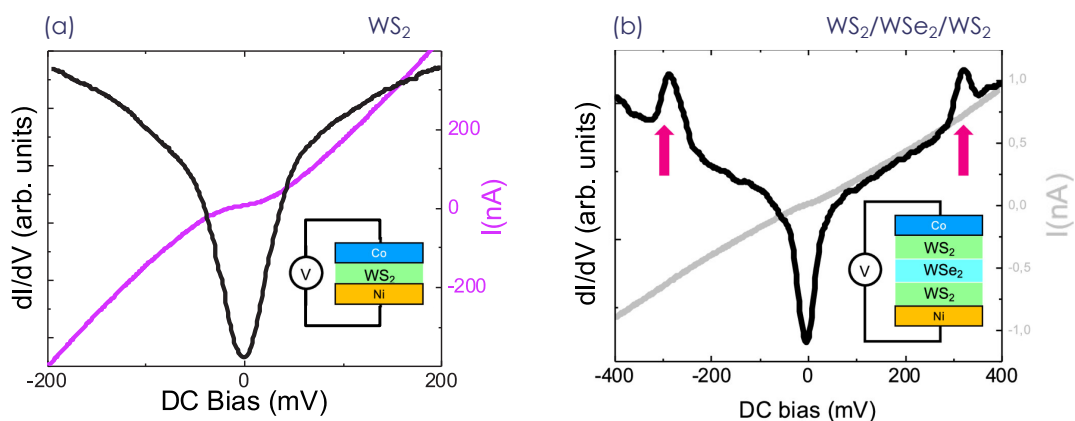 (a)
WS₂
dI/dV (arb. units)
200
0
-200
I(nA)
V
Co
WS₂
Ni
-200
0
200
DC Bias (mV)
(b)
WS₂/WSe₂/WS₂
dI/dV (arb. units)
1,0
0,5
0,0
-0,5
-1,0
I(nA)
V
Co
WS₂
WSe₂
WS₂
Ni
-400
-200
0
200
400
DC bias (mV)